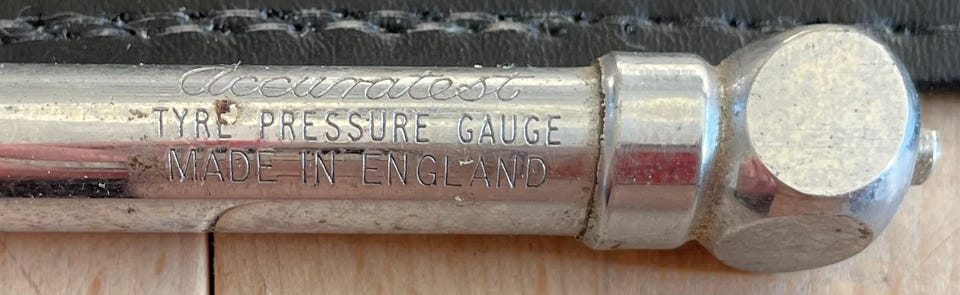 Accuratest
TYRE PRESSURE GAUGE
MADE IN ENGLAND